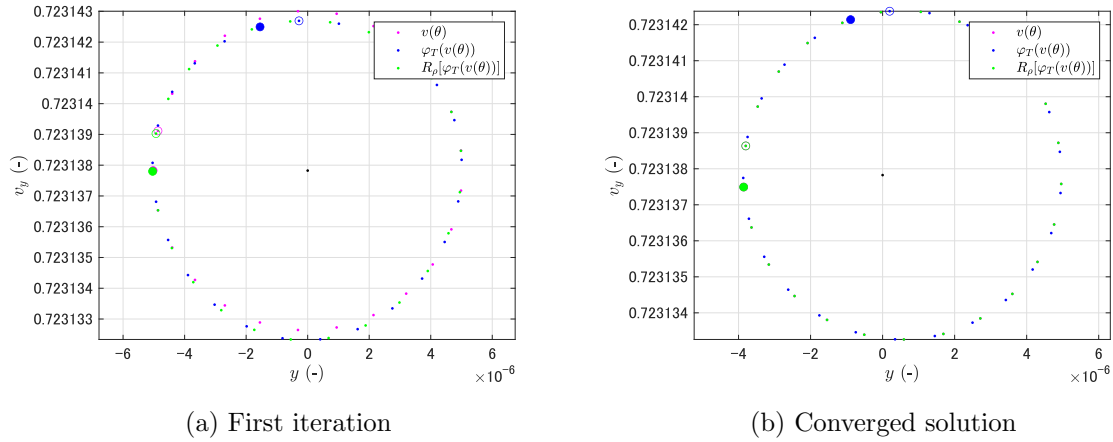 0.723143
0.723142
0.723141
0.72314
0.723139
0.723138
0.723137
0.723136
0.723135
0.723134
0.723133
v_y (-)
-6 -4 -2 0 2 4 6
y (-)
×10⁻⁶
v(θ)
φ_T(v(θ))
R_ρ[φ_T(v(θ))]
(a) First iteration
0.723142
0.723141
0.72314
0.723139
0.723138
0.723137
0.723136
0.723135
0.723134
v_y (-)
-4 -2 0 2 4 6
y (-)
×10⁻⁶
v(θ)
φ_T(v(θ))
R_ρ[φ_T(v(θ))]
(b) Converged solution